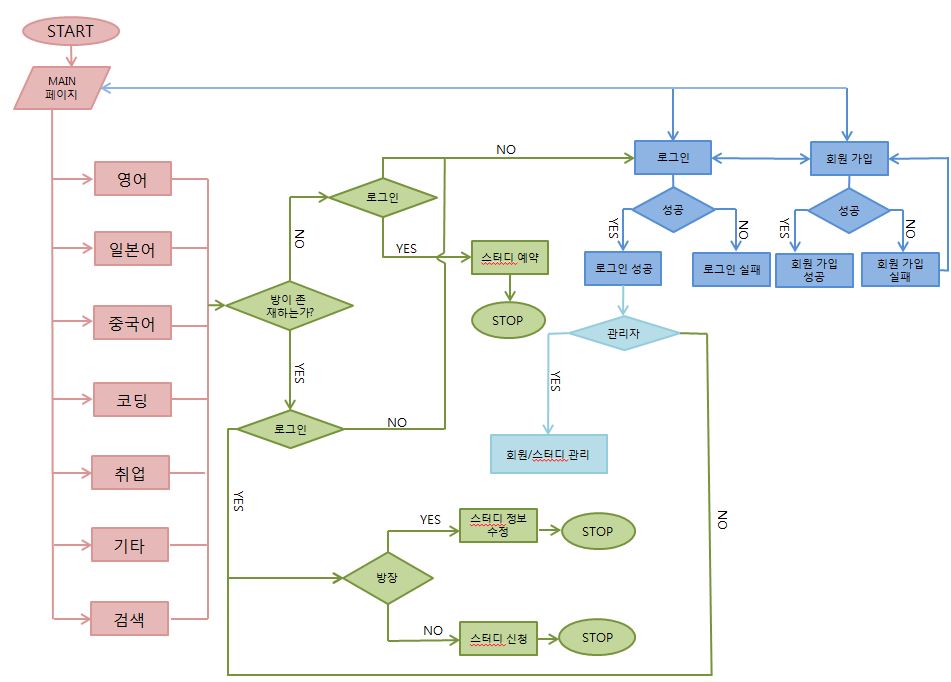 START
MAIN
페이지
영어
일본어
중국어
코딩
취업
기타
검색
방이 존
재하는가?
NO
YES
로그인
NO
YES
스터디 예약
STOP
로그인
NO
YES
방장
YES
스터디 정보
수정
STOP
NO
스터디 신청
STOP
로그인
성공
YES
NO
로그인 성공
로그인 실패
관리자
YES
NO
회원/스터디 관리
회원 가입
성공
YES
NO
회원 가입
성공
회원 가입
실패